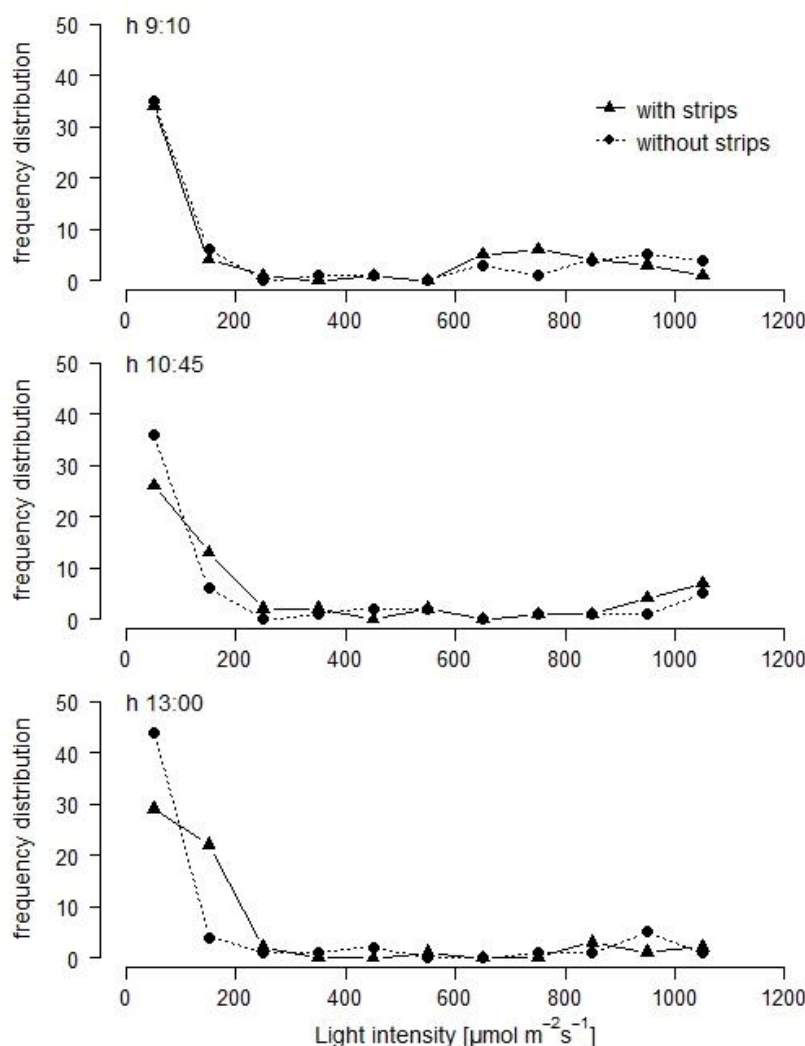 h 9:10
frequency distribution
50
40
30
20
10
0
with strips
without strips
0 200 400 600 800 1000 1200
h 10:45
frequency distribution
50
40
30
20
10
0
0 200 400 600 800 1000 1200
h 13:00
frequency distribution
50
40
30
20
10
0
0 200 400 600 800 1000 1200
Light intensity [µmol m⁻²s⁻¹]